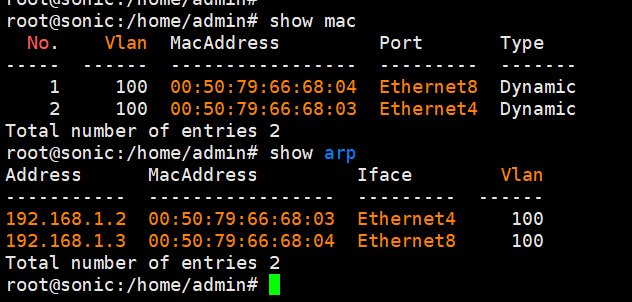 root@sonic:/home/admin#
root@sonic:/home/admin# show mac
No. Vlan MacAddress Port Type
----- ------ ----------------- --------- -------
1 100 00:50:79:66:68:04 Ethernet8 Dynamic
2 100 00:50:79:66:68:03 Ethernet4 Dynamic
Total number of entries 2
root@sonic:/home/admin# show arp
Address MacAddress Iface Vlan
----------- ----------------- --------- ------
192.168.1.2 00:50:79:66:68:03 Ethernet4 100
192.168.1.3 00:50:79:66:68:04 Ethernet8 100
Total number of entries 2
root@sonic:/home/admin#